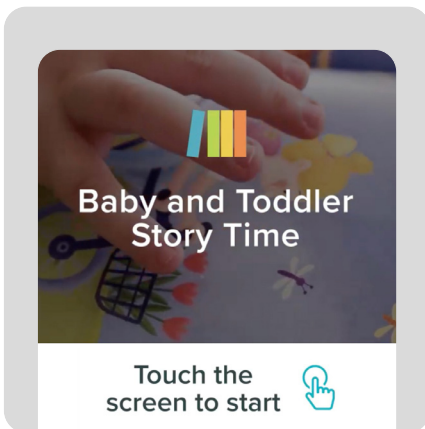 Baby and Toddler
Story Time
Touch the
screen to start